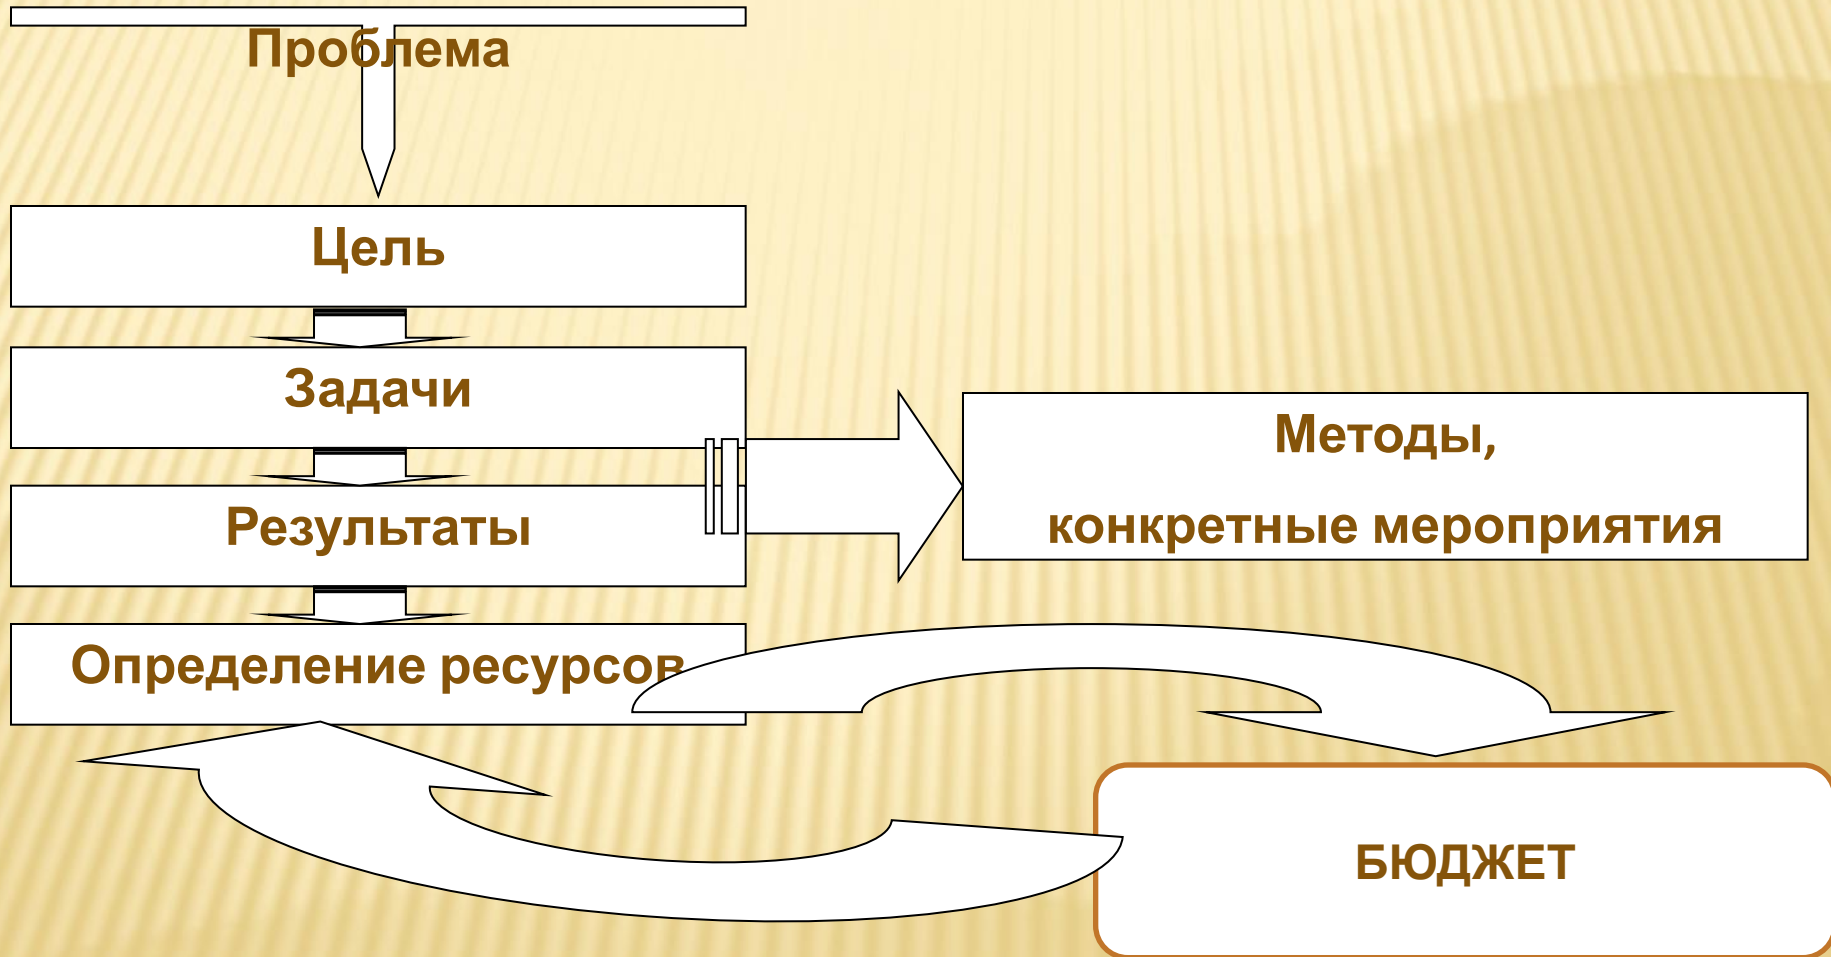 Проблема
Цель
Задачи
Результаты
Определение ресурсов
Методы,
конкретные мероприятия
БЮДЖЕТ